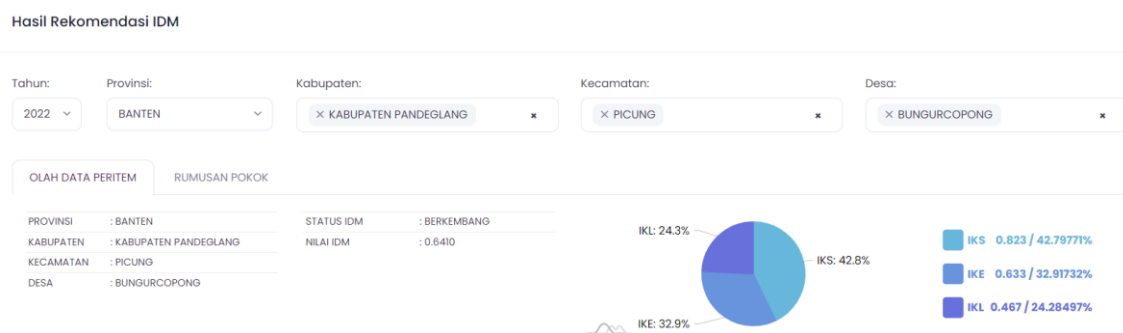 Hasil Rekomendasi IDM
Tahun: Provinsi: Kabupaten: Kecamatan: Desa:
2022 BANTEN × KABUPATEN PANDEGLANG × × PICUNG × × BUNGURCOPONG ×
OLAH DATA PERITEM RUMUSAN POKOK
PROVINSI : BANTEN STATUS IDM : BERKEMBANG
KABUPATEN : KABUPATEN PANDEGLANG NILAI IDM : 0.6410
KECAMATAN : PICUNG
DESA : BUNGURCOPONG
IKL: 24.3%
IKS: 42.8%
IKE: 32.9%
IKS 0.823 / 42.79771%
IKE 0.633 / 32.91732%
IKL 0.467 / 24.28497%